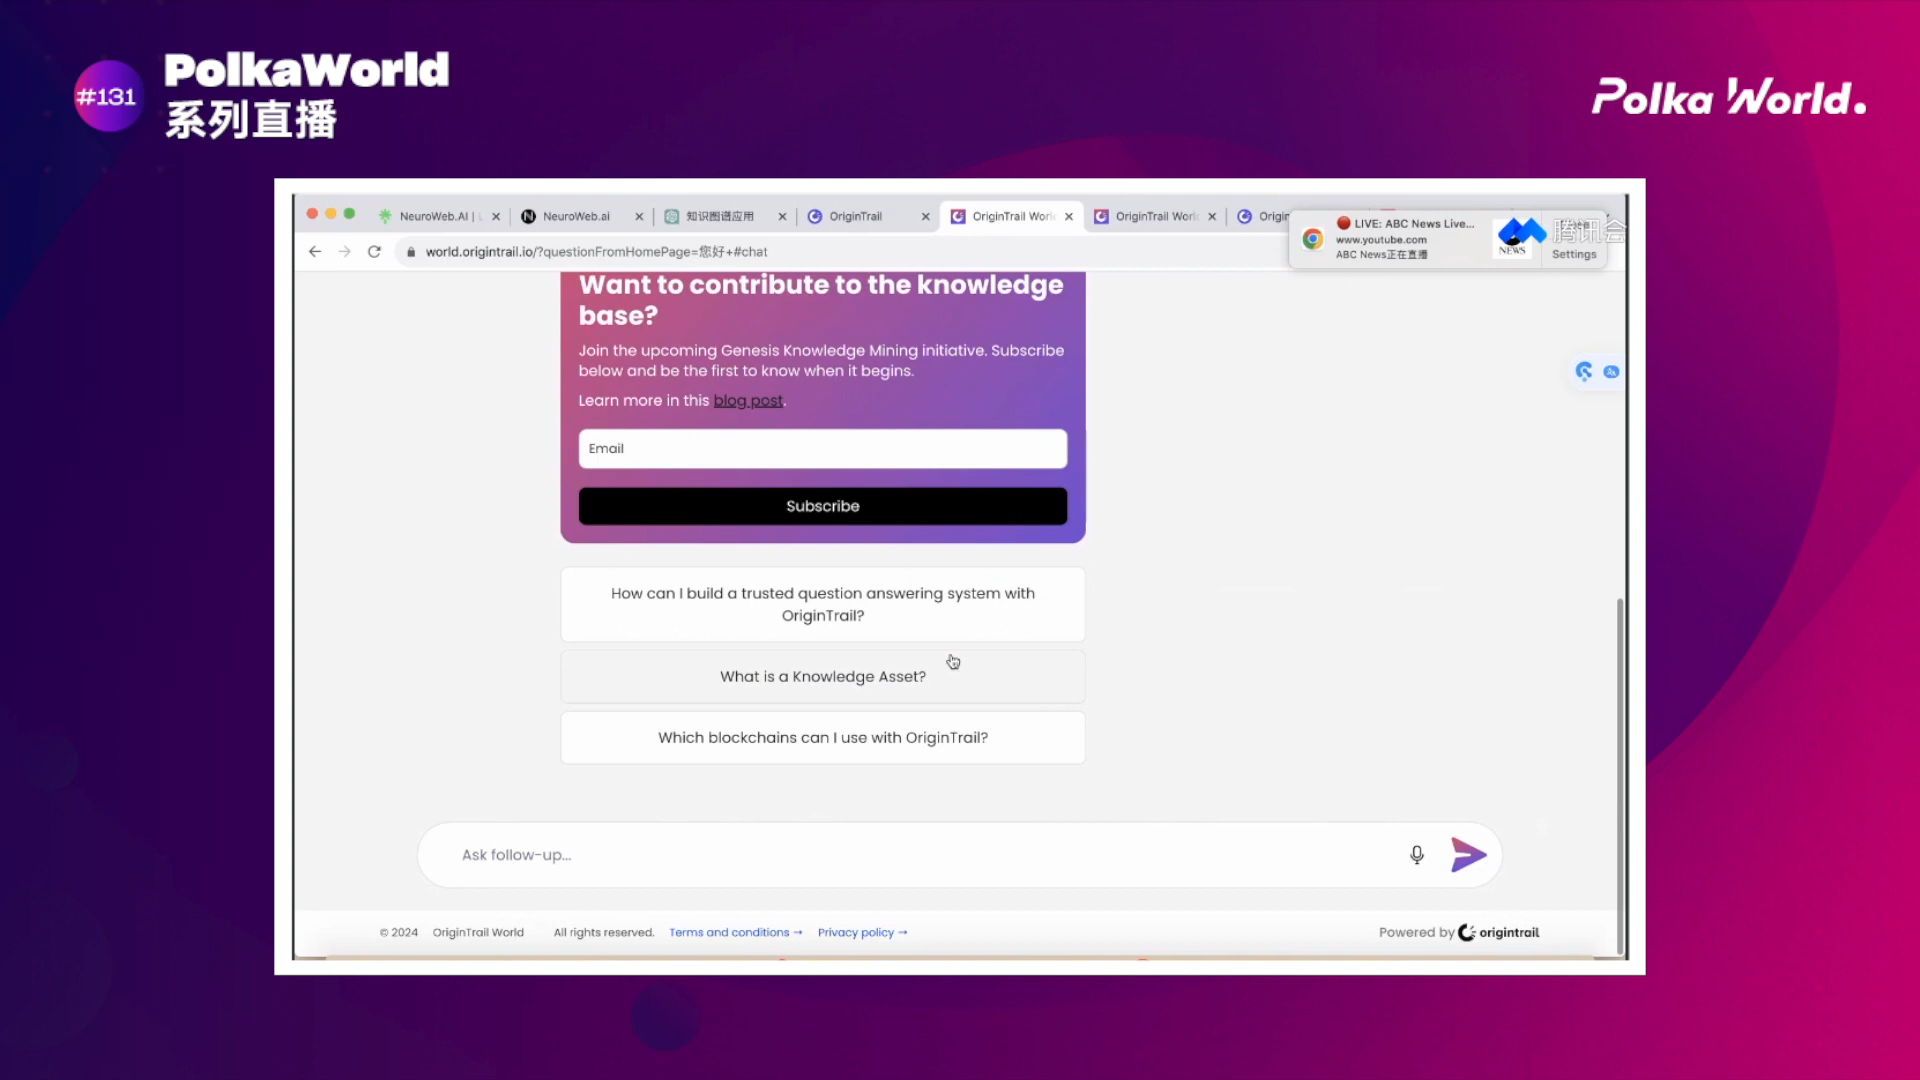 #131
PolkaWorld
系列直播
Polka World.
NeuroWeb.AI |
NeuroWeb.ai
知识图谱应用
OriginTrail
OriginTrail Worl
OriginTrail Worl
Origin
LIVE: ABC News Live...
www.youtube.com
ABC News正在直播
NEWS
腾讯会
Settings
world.origintrail.io/?questionFromHomePage=您好+#chat
Want to contribute to the knowledge
base?
Join the upcoming Genesis Knowledge Mining initiative. Subscribe
below and be the first to know when it begins.
Learn more in this blog post.
Email
Subscribe
How can I build a trusted question answering system with
OriginTrail?
What is a Knowledge Asset?
Which blockchains can I use with OriginTrail?
Ask follow-up...
© 2024 OriginTrail World All rights reserved. Terms and conditions → Privacy policy →
Powered by origintrail